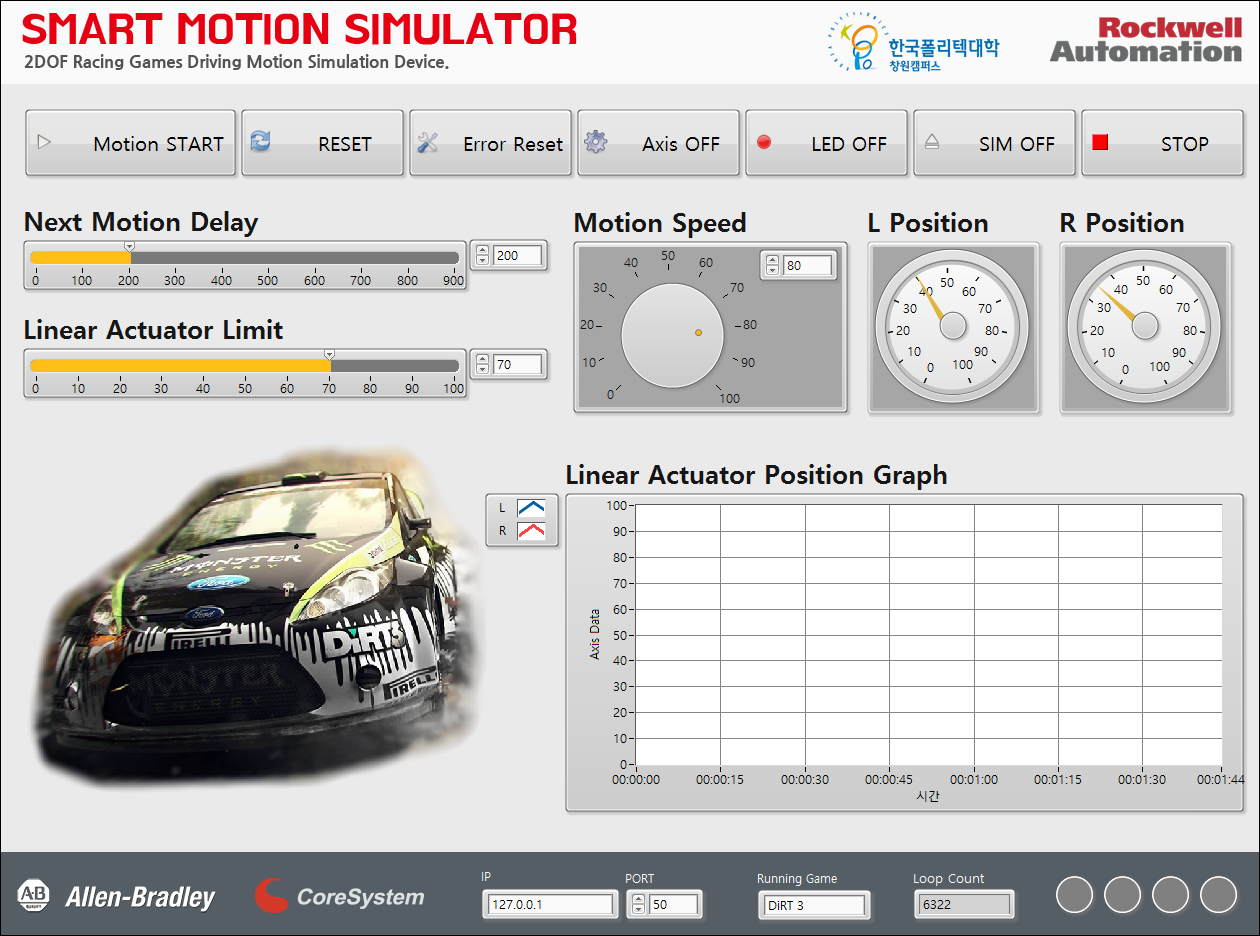 SMART MOTION SIMULATOR
2DOF Racing Games Driving Motion Simulation Device.
한국폴리텍대학
창원캠퍼스
Rockwell
Automation
Motion START
RESET
Error Reset
Axis OFF
LED OFF
SIM OFF
STOP
Next Motion Delay
200
0 100 200 300 400 500 600 700 800 900
Linear Actuator Limit
70
0 10 20 30 40 50 60 70 80 90 100
Motion Speed
80
0 10 20 30 40 50 60 70 80 90 100
L Position
0 10 20 30 40 50 60 70 80 90 100
R Position
0 10 20 30 40 50 60 70 80 90 100
MONSTER
ENERGY
Ford
Ford
PIRELLI
DiRT3
MONSTER
ENERGY
PIRELLI
Linear Actuator Position Graph
L
R
100
90
80
70
60
50
40
30
20
10
0
Axis Data
00:00:00 00:00:15 00:00:30 00:00:45 00:01:00 00:01:15 00:01:30 00:01:44
시간
AB
QUALITY
Allen-Bradley
CoreSystem
IP
127.0.0.1
PORT
50
Running Game
DiRT 3
Loop Count
6322